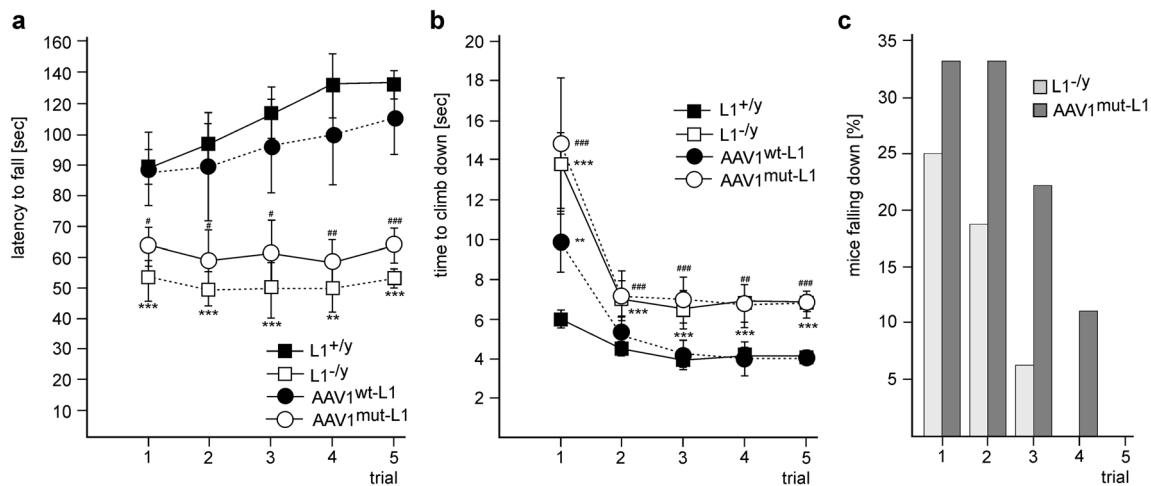 a
latency to fall [sec]
160
140
120
100
90
80
70
60
50
40
30
20
10
#
#
#
##
###
***
***
***
**
***
L1+/y
L1-/y
AAV1wt-L1
AAV1mut-L1
1 2 3 4 5
trial
b
time to climb down [sec]
20
18
16
14
12
10
8
6
4
2
L1+/y
L1-/y
AAV1wt-L1
AAV1mut-L1
###
***
**
###
***
###
***
##
***
###
***
1 2 3 4 5
trial
c
mice falling down [%]
35
30
25
20
15
10
5
L1-/y
AAV1mut-L1
1 2 3 4 5
trial